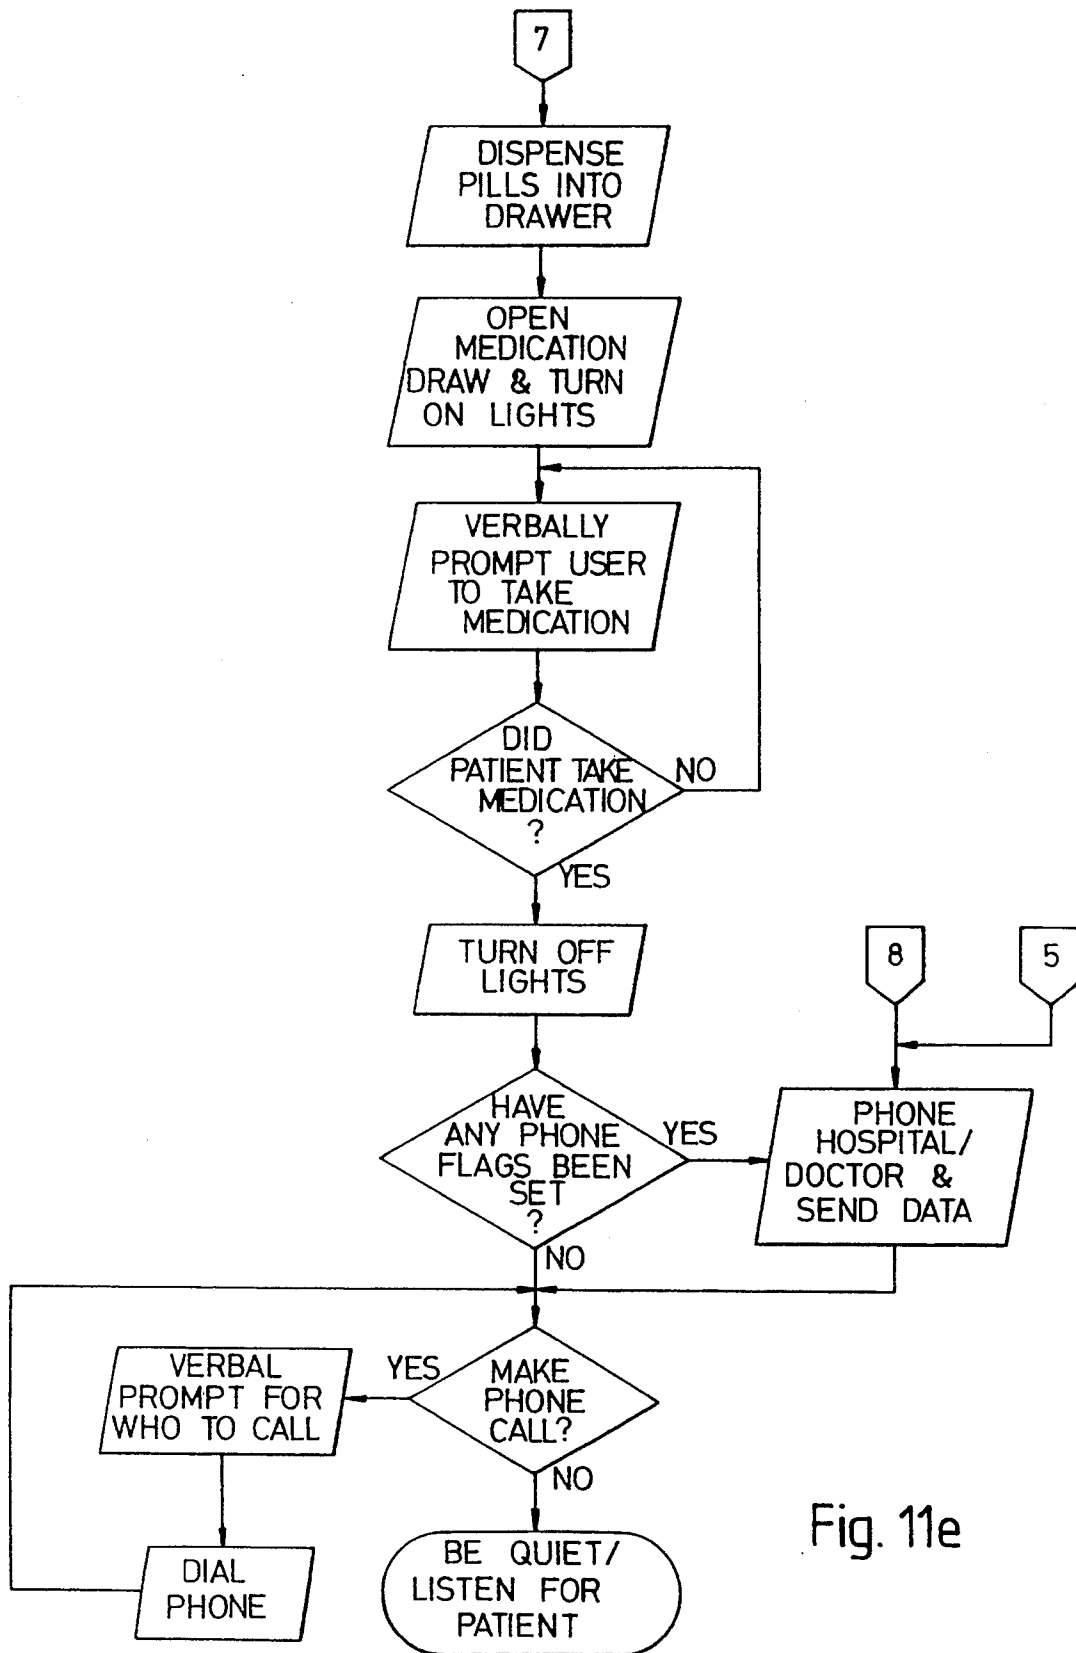 7
DISPENSE
PILLS INTO
DRAWER
OPEN
MEDICATION
DRAW & TURN
ON LIGHTS
VERBALLY
PROMPT USER
TO TAKE
MEDICATION
DID
PATIENT TAKE
MEDICATION
?
NO
YES
TURN OFF
LIGHTS
8
5
HAVE
ANY PHONE
FLAGS BEEN
SET
?
YES
NO
PHONE
HOSPITAL/
DOCTOR &
SEND DATA
MAKE
PHONE
CALL?
YES
NO
VERBAL
PROMPT FOR
WHO TO CALL
DIAL
PHONE
BE QUIET/
LISTEN FOR
PATIENT
Fig. 11e